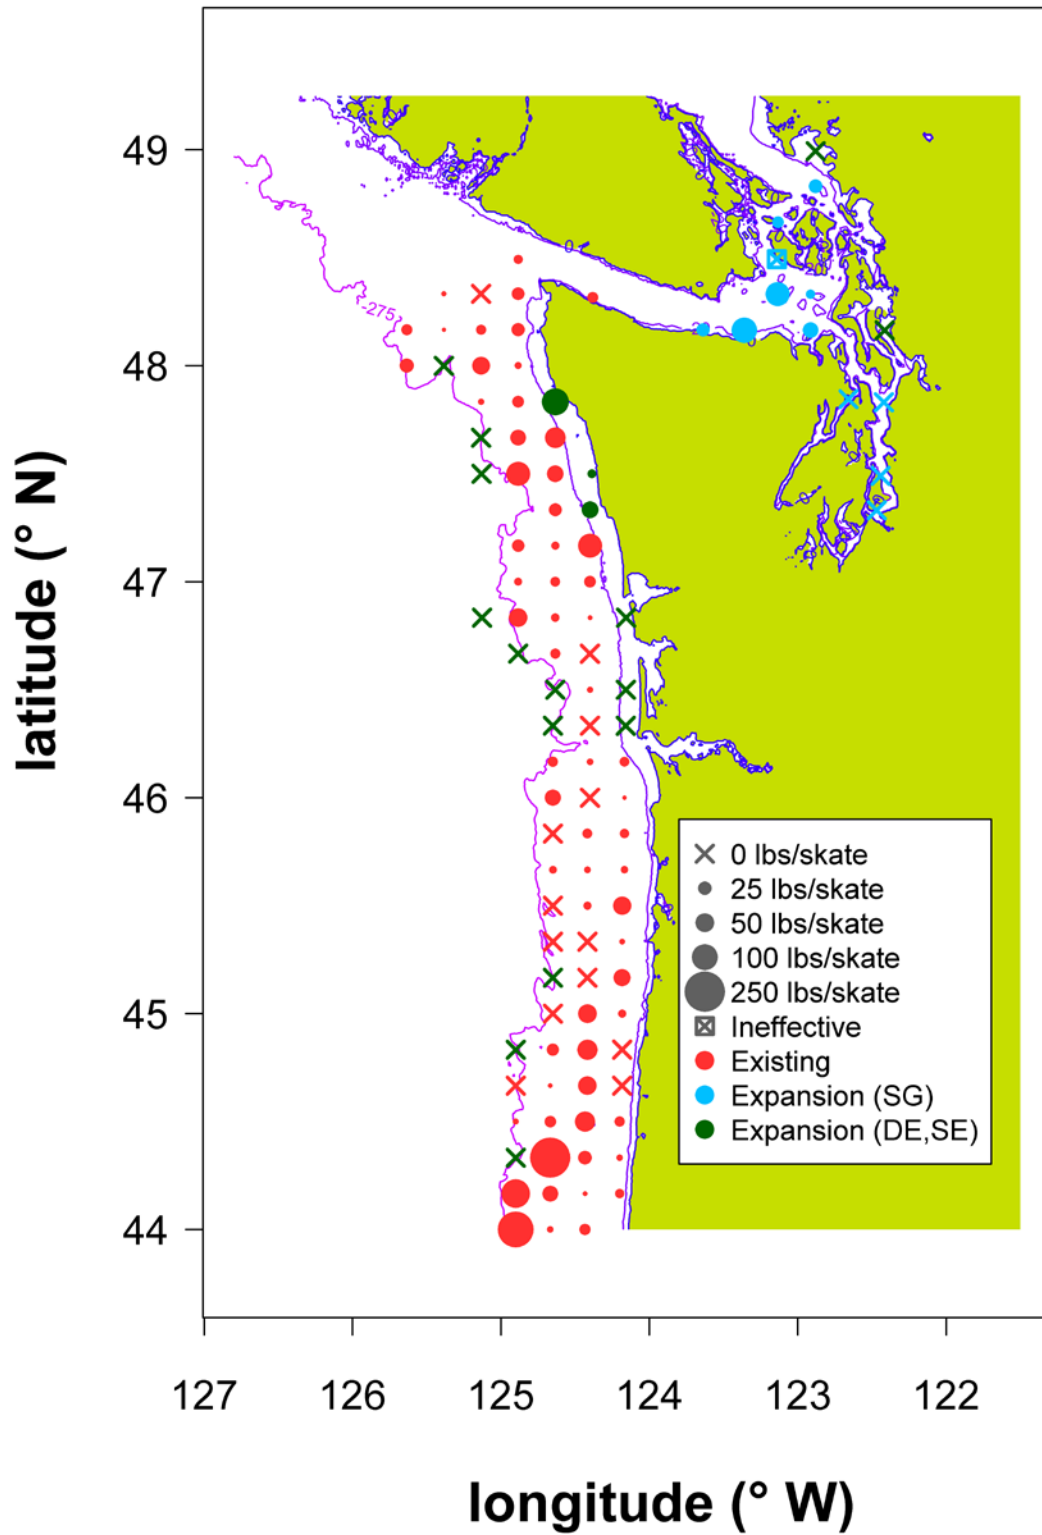 latitude (° N)
49
48
47
46
45
44
-275
0
0 lbs/skate
25 lbs/skate
50 lbs/skate
100 lbs/skate
250 lbs/skate
Ineffective
Existing
Expansion (SG)
Expansion (DE,SE)
127 126 125 124 123 122
longitude (° W)